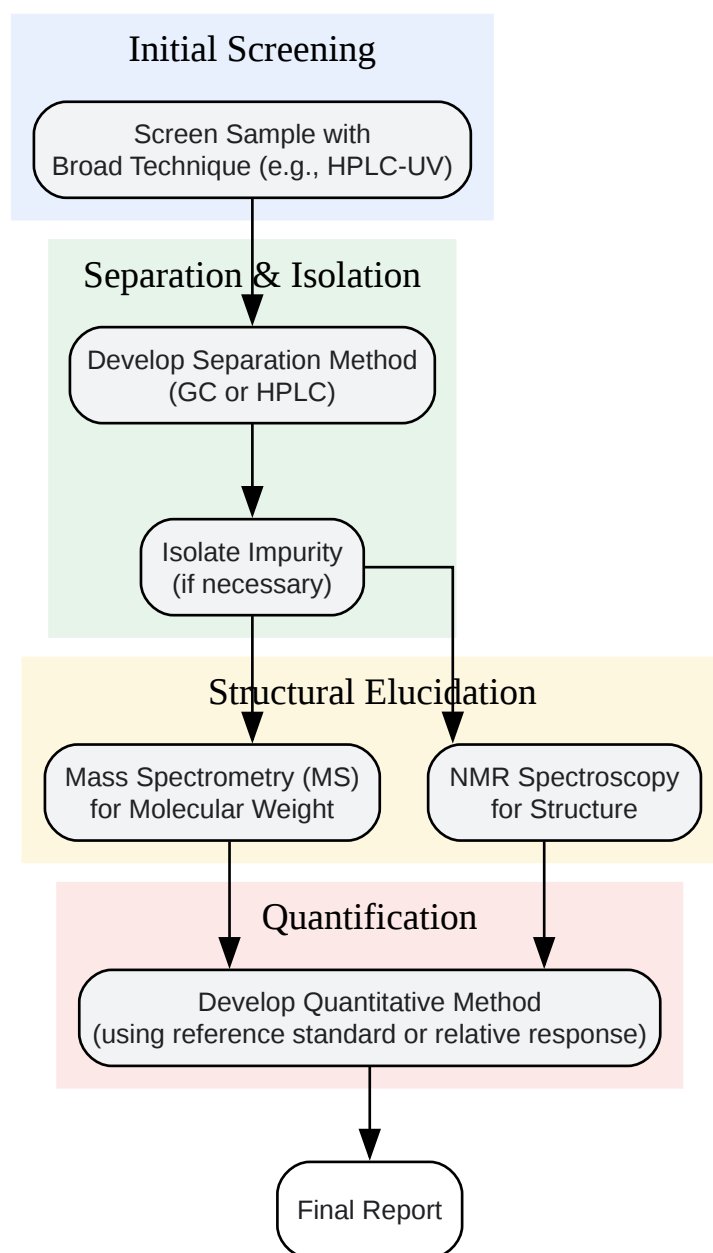 Initial Screening
Screen Sample with
Broad Technique (e.g., HPLC-UV)
Separation & Isolation
Develop Separation Method
(GC or HPLC)
Isolate Impurity
(if necessary)
Structural Elucidation
Mass Spectrometry (MS)
for Molecular Weight
NMR Spectroscopy
for Structure
Quantification
Develop Quantitative Method
(using reference standard or relative response)
Final Report